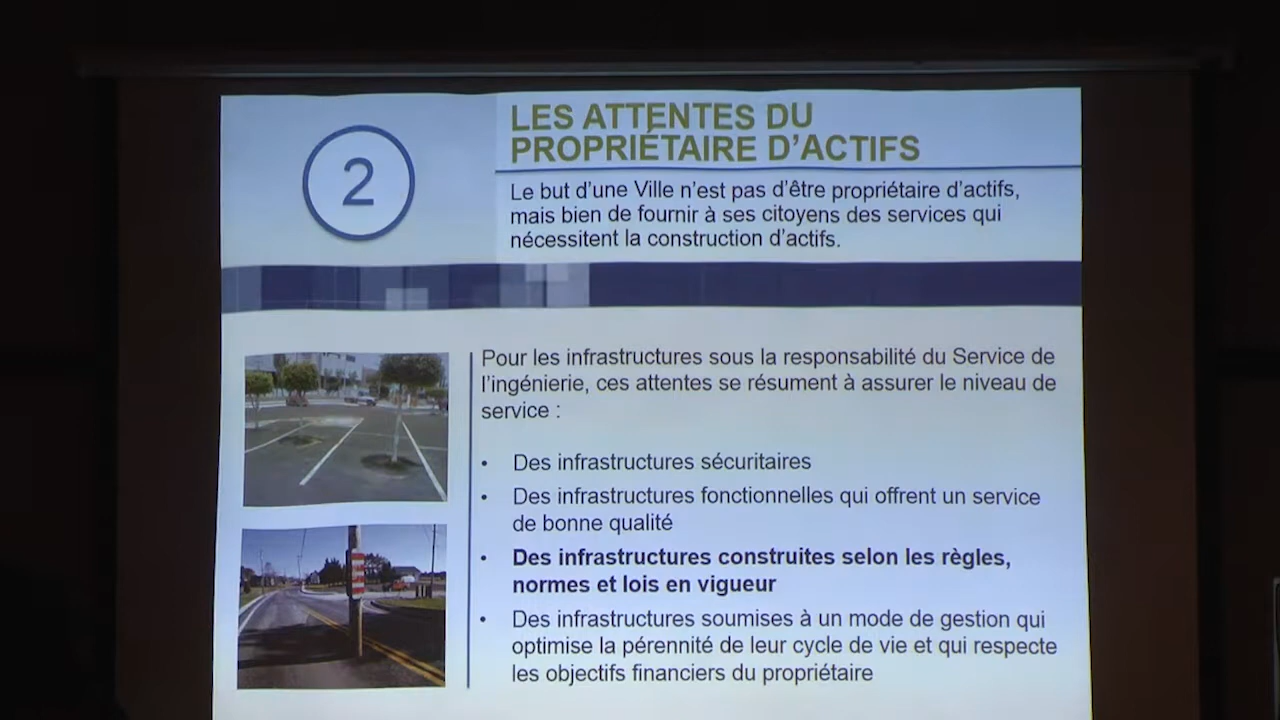 2
LES ATTENTES DU
PROPRIÉTAIRE D'ACTIFS
Le but d'une Ville n'est pas d'être propriétaire d'actifs,
mais bien de fournir à ses citoyens des services qui
nécessitent la construction d'actifs.
Pour les infrastructures sous la responsabilité du Service de
l'ingénierie, ces attentes se résument à assurer le niveau de
service :
• Des infrastructures sécuritaires
• Des infrastructures fonctionnelles qui offrent un service
de bonne qualité
• Des infrastructures construites selon les règles,
normes et lois en vigueur
• Des infrastructures soumises à un mode de gestion qui
optimise la pérennité de leur cycle de vie et qui respecte
les objectifs financiers du propriétaire